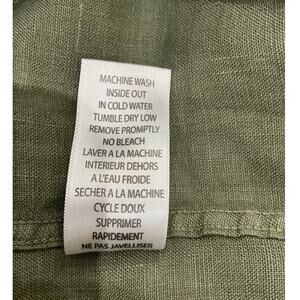 MACHINE WASH
INSIDE OUT
IN COLD WATER
TUMBLE DRY LOW
REMOVE PROMPTLY
NO BLEACH
LAVER A LA MACHINE
INTERIEUR DEHORS
A L'EAU FROIDE
SECHER A LA MACHINE
CYCLE DOUX
SUPPRIMER
RAPIDEMENT
NE PAS JAVELLISER